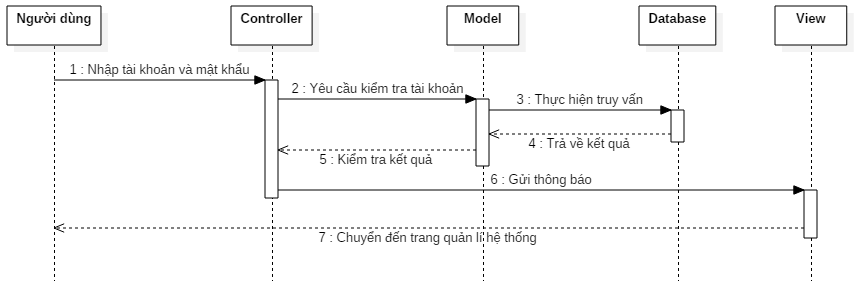 Người dùng
Controller
Model
Database
View
1 : Nhập tài khoản và mật khẩu
2 : Yêu cầu kiểm tra tài khoản
3 : Thực hiện truy vấn
4 : Trả về kết quả
5 : Kiểm tra kết quả
6 : Gửi thông báo
7 : Chuyển đến trang quản lí hệ thống